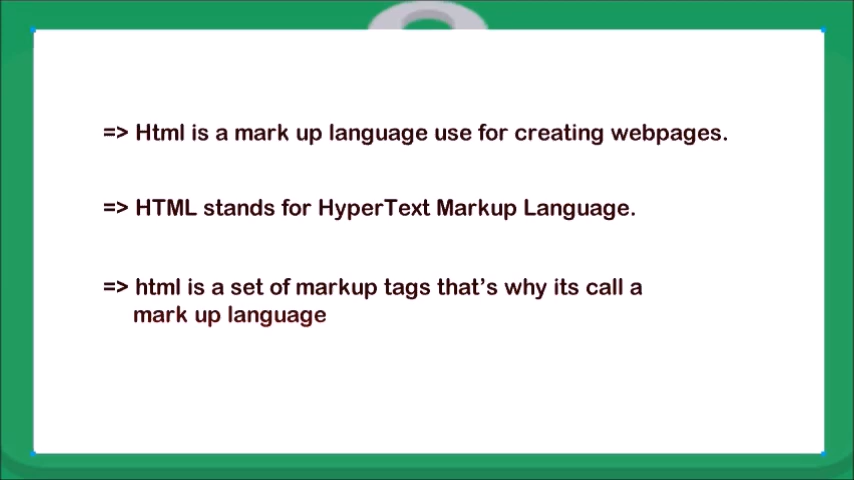 => Html is a mark up language use for creating webpages.
=> HTML stands for HyperText Markup Language.
=> html is a set of markup tags that's why its call a
mark up language